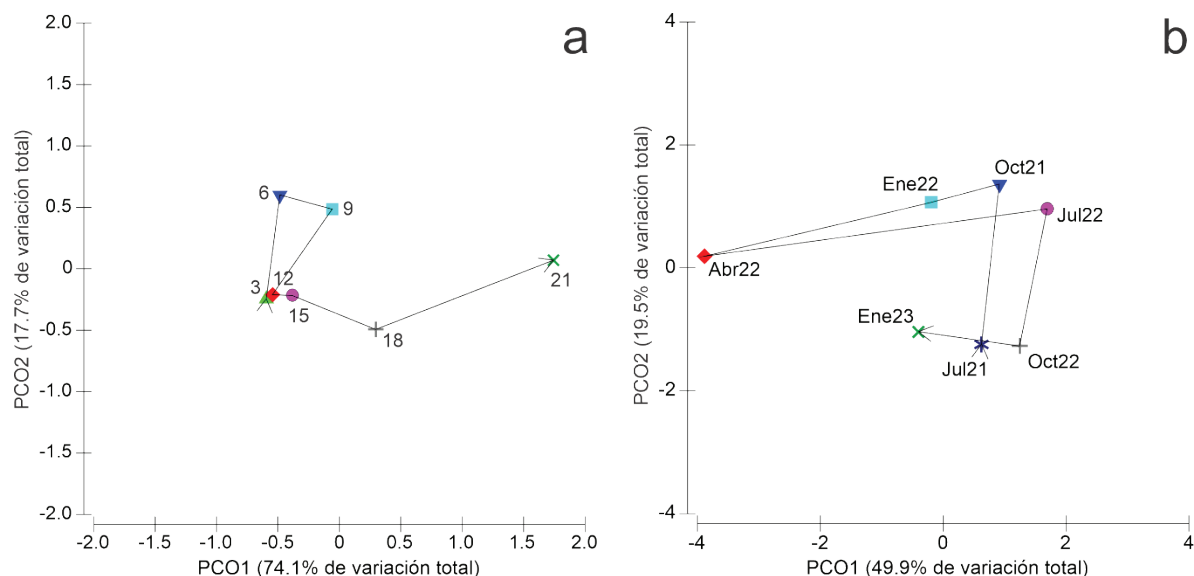 a
2.0
1.5
1.0
0.5
0
-0.5
-1.0
-1.5
-2.0
PCO2 (17.7% de variación total)
6
9
3
12
15
18
21
-2.0 -1.5 -1.0 -0.5 0 0.5 1.0 1.5 2.0
PCO1 (74.1% de variación total)
b
4
2
0
-2
-4
PCO2 (19.5% de variación total)
Oct21
Ene22
Jul22
Abr22
Ene23
Jul21
Oct22
-4 -2 0 2 4
PCO1 (49.9% de variación total)